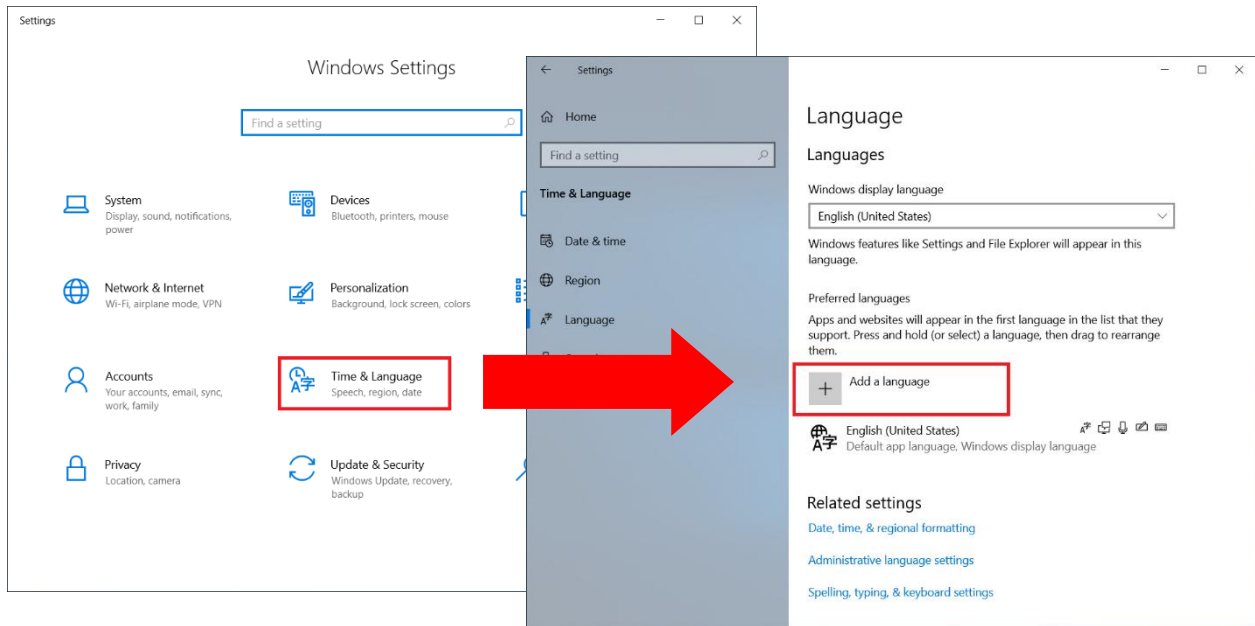 Settings
Windows Settings
Find a setting
System
Display, sound, notifications,
power
Devices
Bluetooth, printers, mouse
Network & Internet
Wi-Fi, airplane mode, VPN
Personalization
Background, lock screen, colors
Accounts
Your accounts, email, sync,
work, family
Time & Language
Speech, region, date
Privacy
Location, camera
Update & Security
Windows Update, recovery,
backup
Settings
Home
Find a setting
Time & Language
Date & time
Region
Language
Language
Languages
Windows display language
English (United States)
Windows features like Settings and File Explorer will appear in this
language.
Preferred languages
Apps and websites will appear in the first language in the list that they
support. Press and hold (or select) a language, then drag to rearrange
them.
Add a language
English (United States)
Default app language, Windows display language
Related settings
Date, time, & regional formatting
Administrative language settings
Spelling, typing, & keyboard settings